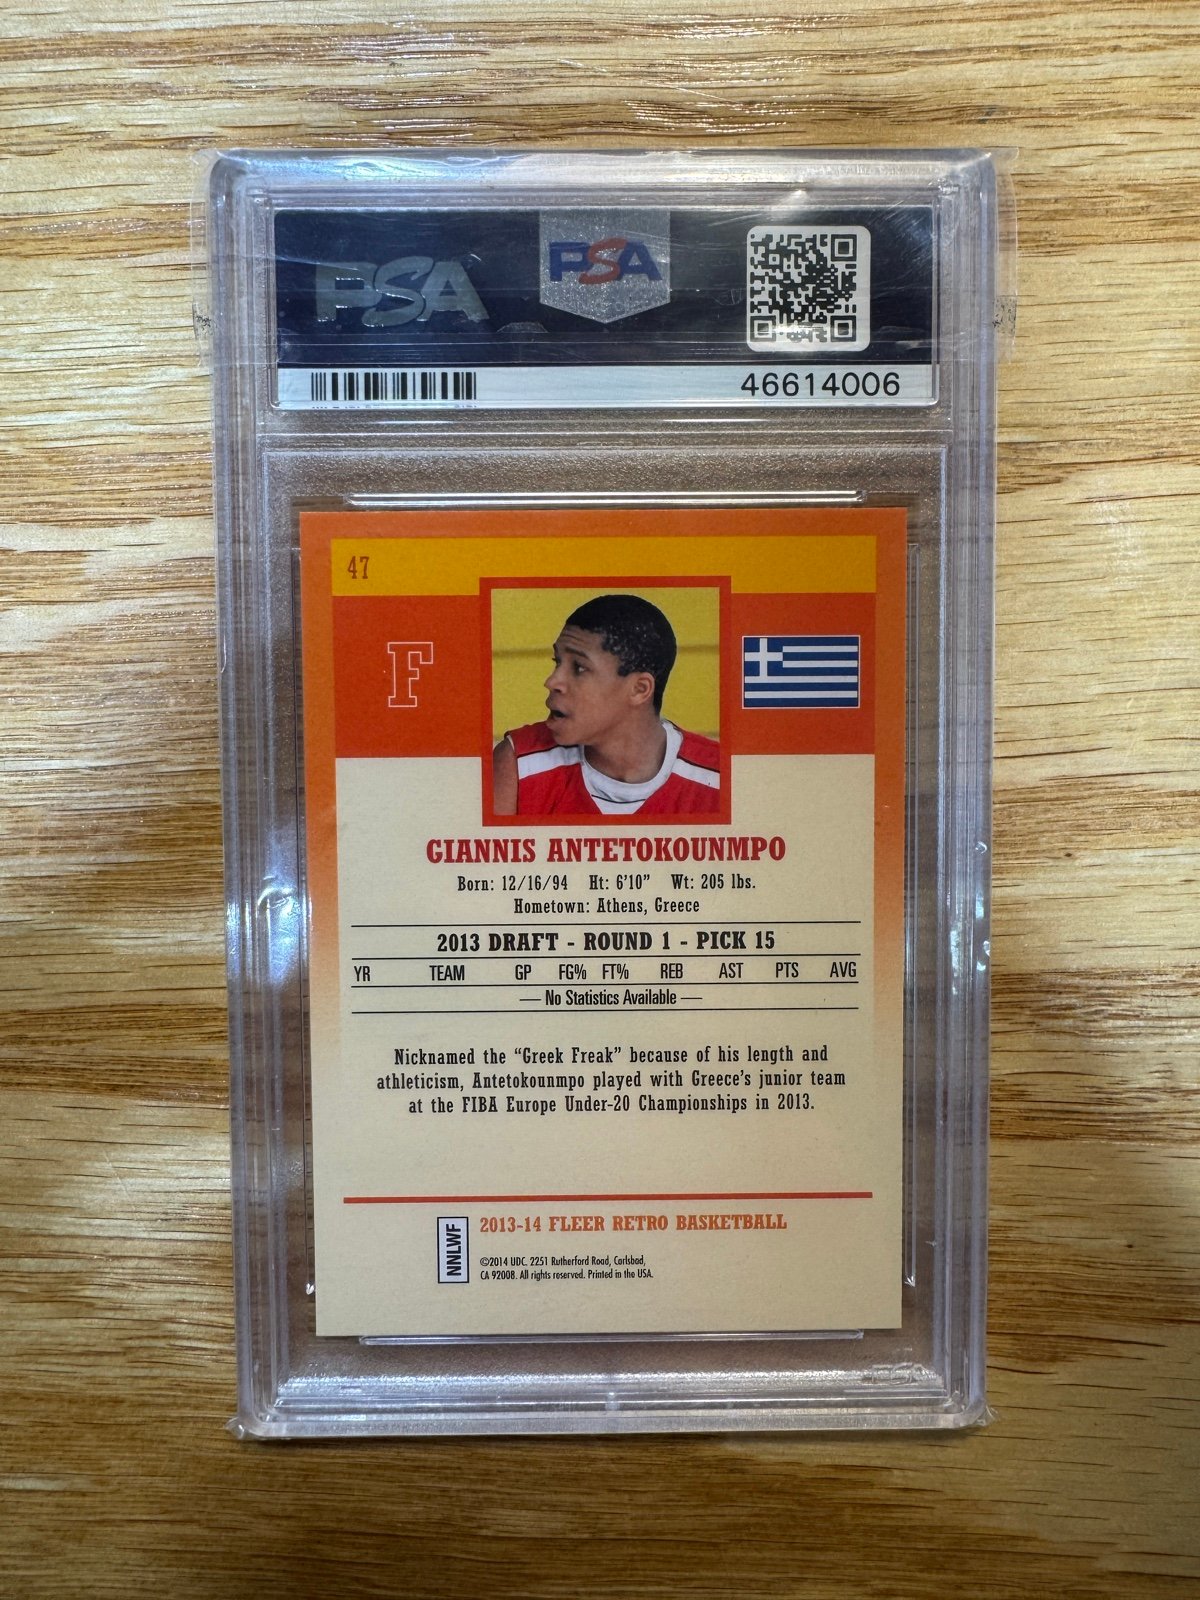 PSA PSA
46614006
47
F
GIANNIS ANTETOKOUNMPO
Born: 12/16/94 Ht: 6'10" Wt: 205 lbs.
Hometown: Athens, Greece
2013 DRAFT - ROUND 1 - PICK 15
YR TEAM GP FG% FT% REB AST PTS AVG
— No Statistics Available —
Nicknamed the “Greek Freak” because of his length and
athleticism, Antetokounmpo played with Greece’s junior team
at the FIBA Europe Under-20 Championships in 2013.
NNLWF
2013-14 FLEER RETRO BASKETBALL
©2014 UDC. 2251 Rutherford Road, Carlsbad,
CA 92008. All rights reserved. Printed in the USA.
PSA